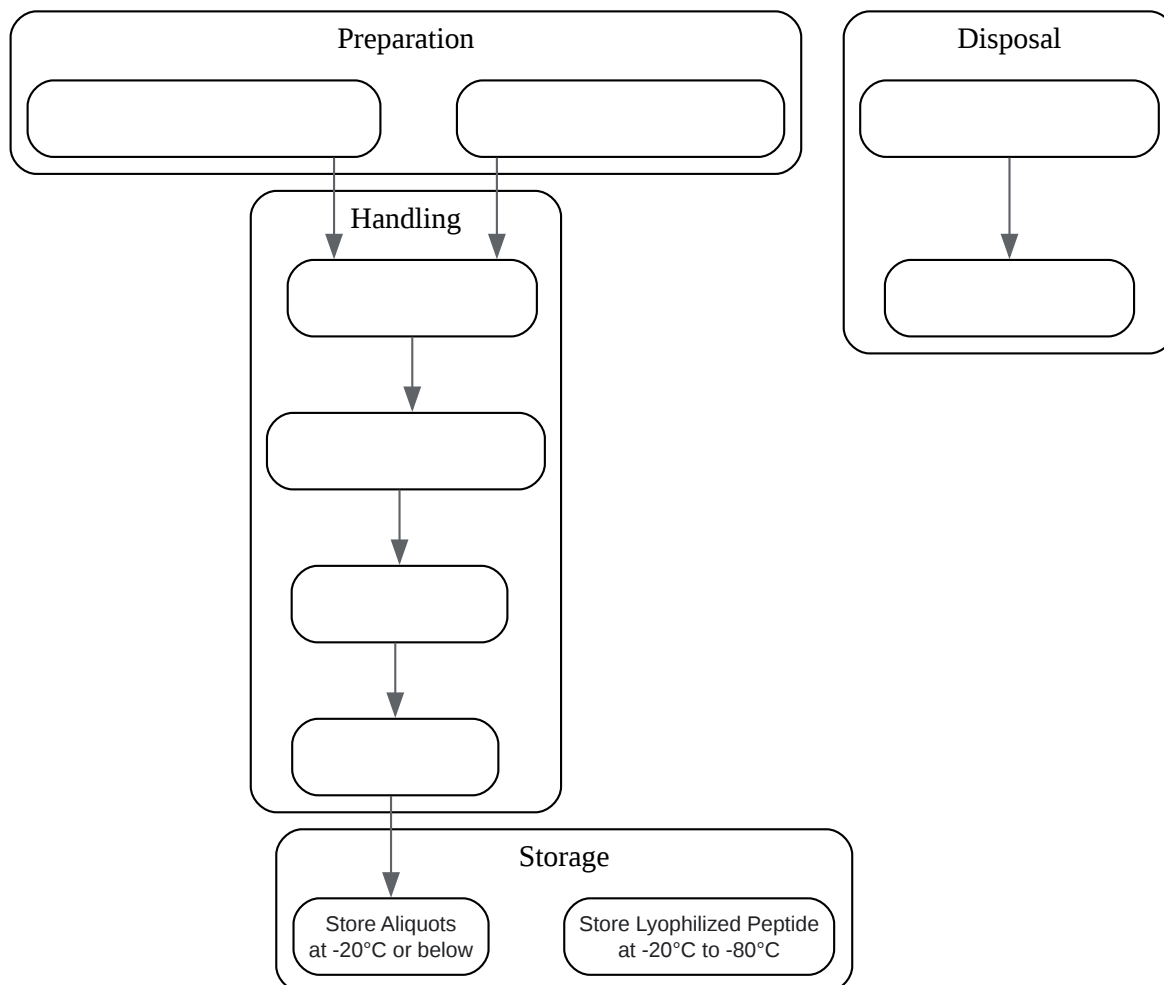 Preparation
Disposal
Handling
Storage
Store Aliquots
at -20°C or below
Store Lyophilized Peptide
at -20°C to -80°C